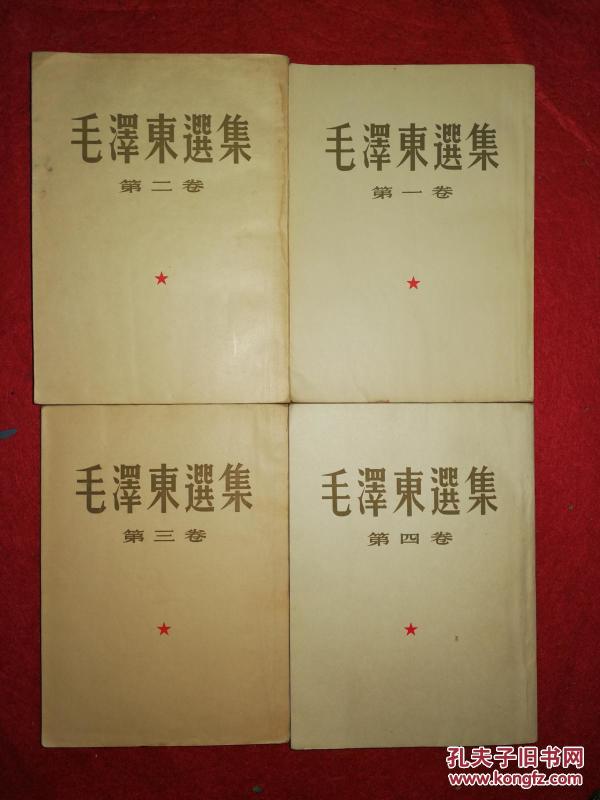 毛澤東選集
第二卷
毛澤東選集
第一卷
毛澤東選集
第三卷
毛澤東選集
第四卷
孔夫子旧书网
www.kongfz.com